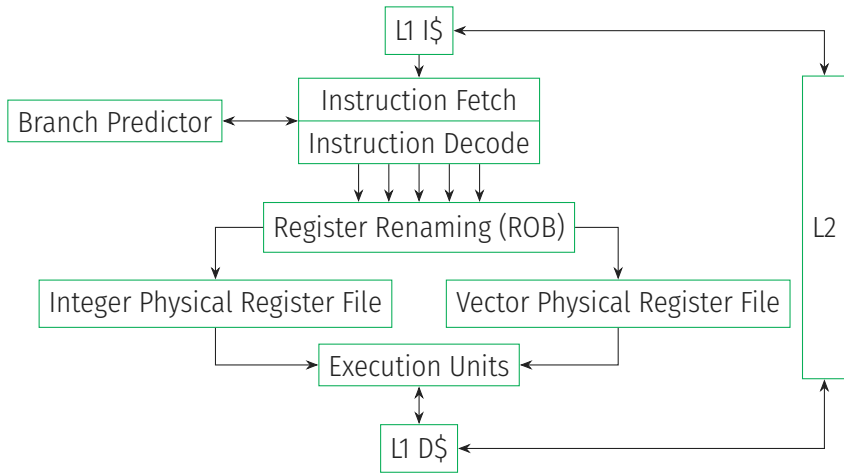 L1 I$
Instruction Fetch
Branch Predictor
Instruction Decode
Register Renaming (ROB)
L2
Integer Physical Register File
Vector Physical Register File
Execution Units
L1 D$